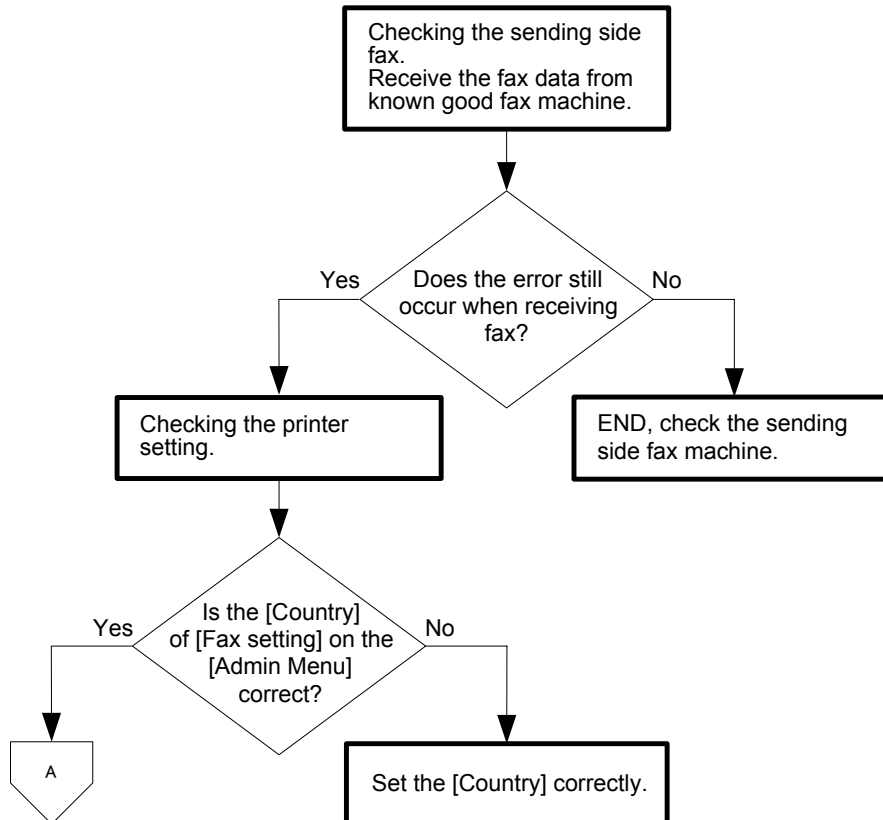 Checking the sending side
fax.
Receive the fax data from
known good fax machine.
Yes
Does the error still
occur when receiving
fax?
No
Checking the printer
setting.
END, check the sending
side fax machine.
Yes
Is the [Country]
of [Fax setting] on the
[Admin Menu]
correct?
No
A
Set the [Country] correctly.